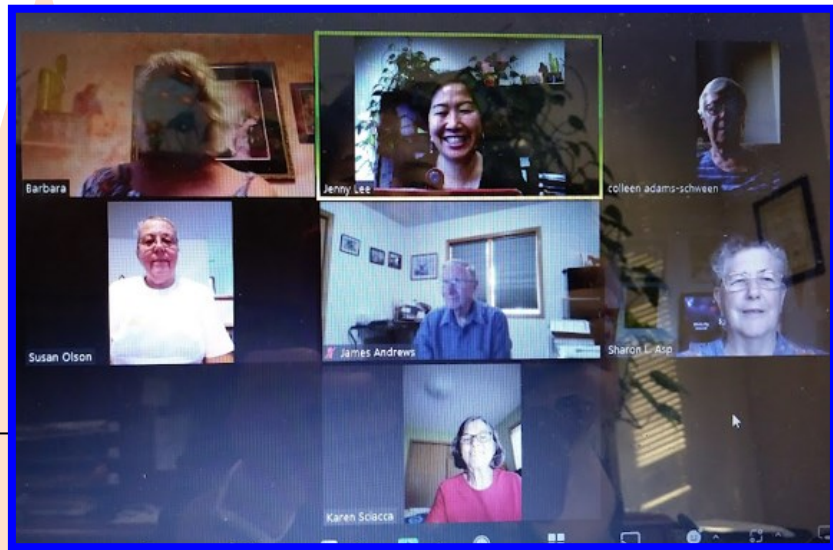 Barbara
Jenny Lee
colleen adams-schween
Susan Olson
James Andrews
Sharon L. Asp
Karen Sciacca